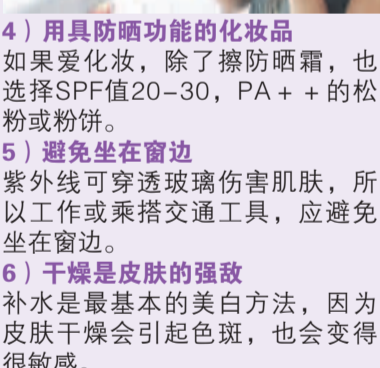 4）用具防晒功能的化妆品
如果爱化妆，除了擦防晒霜，也
选择SPF值20-30，PA++的松
粉或粉饼。
5）避免坐在窗边
紫外线可穿透玻璃伤害肌肤，所
以工作或乘搭交通工具，应避免
坐在窗边。
6）干燥是皮肤的强敌
补水是最基本的美白方法，因为
皮肤干燥会引起色斑，也会变得
很敏感。